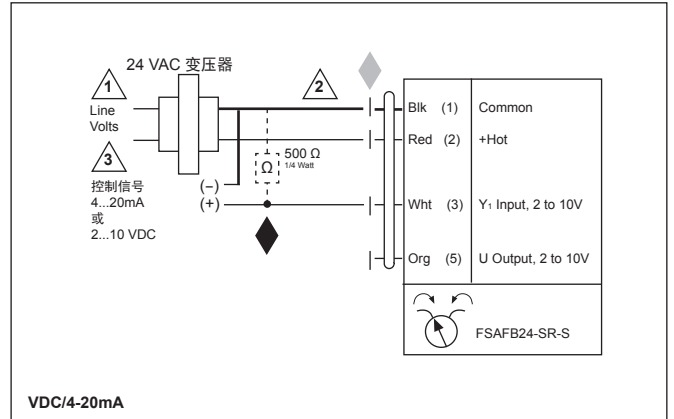 24 VAC 变压器
1
2
Line
Volts
3
控制信号
4...20mA
或
2...10 VDC
(–)
(+)
Ω
500 Ω
1/4 Watt
Blk (1) Common
Red (2) +Hot
Wht (3) Y₁ Input, 2 to 10V
Org (5) U Output, 2 to 10V
FSAFB24-SR-S
VDC/4-20mA